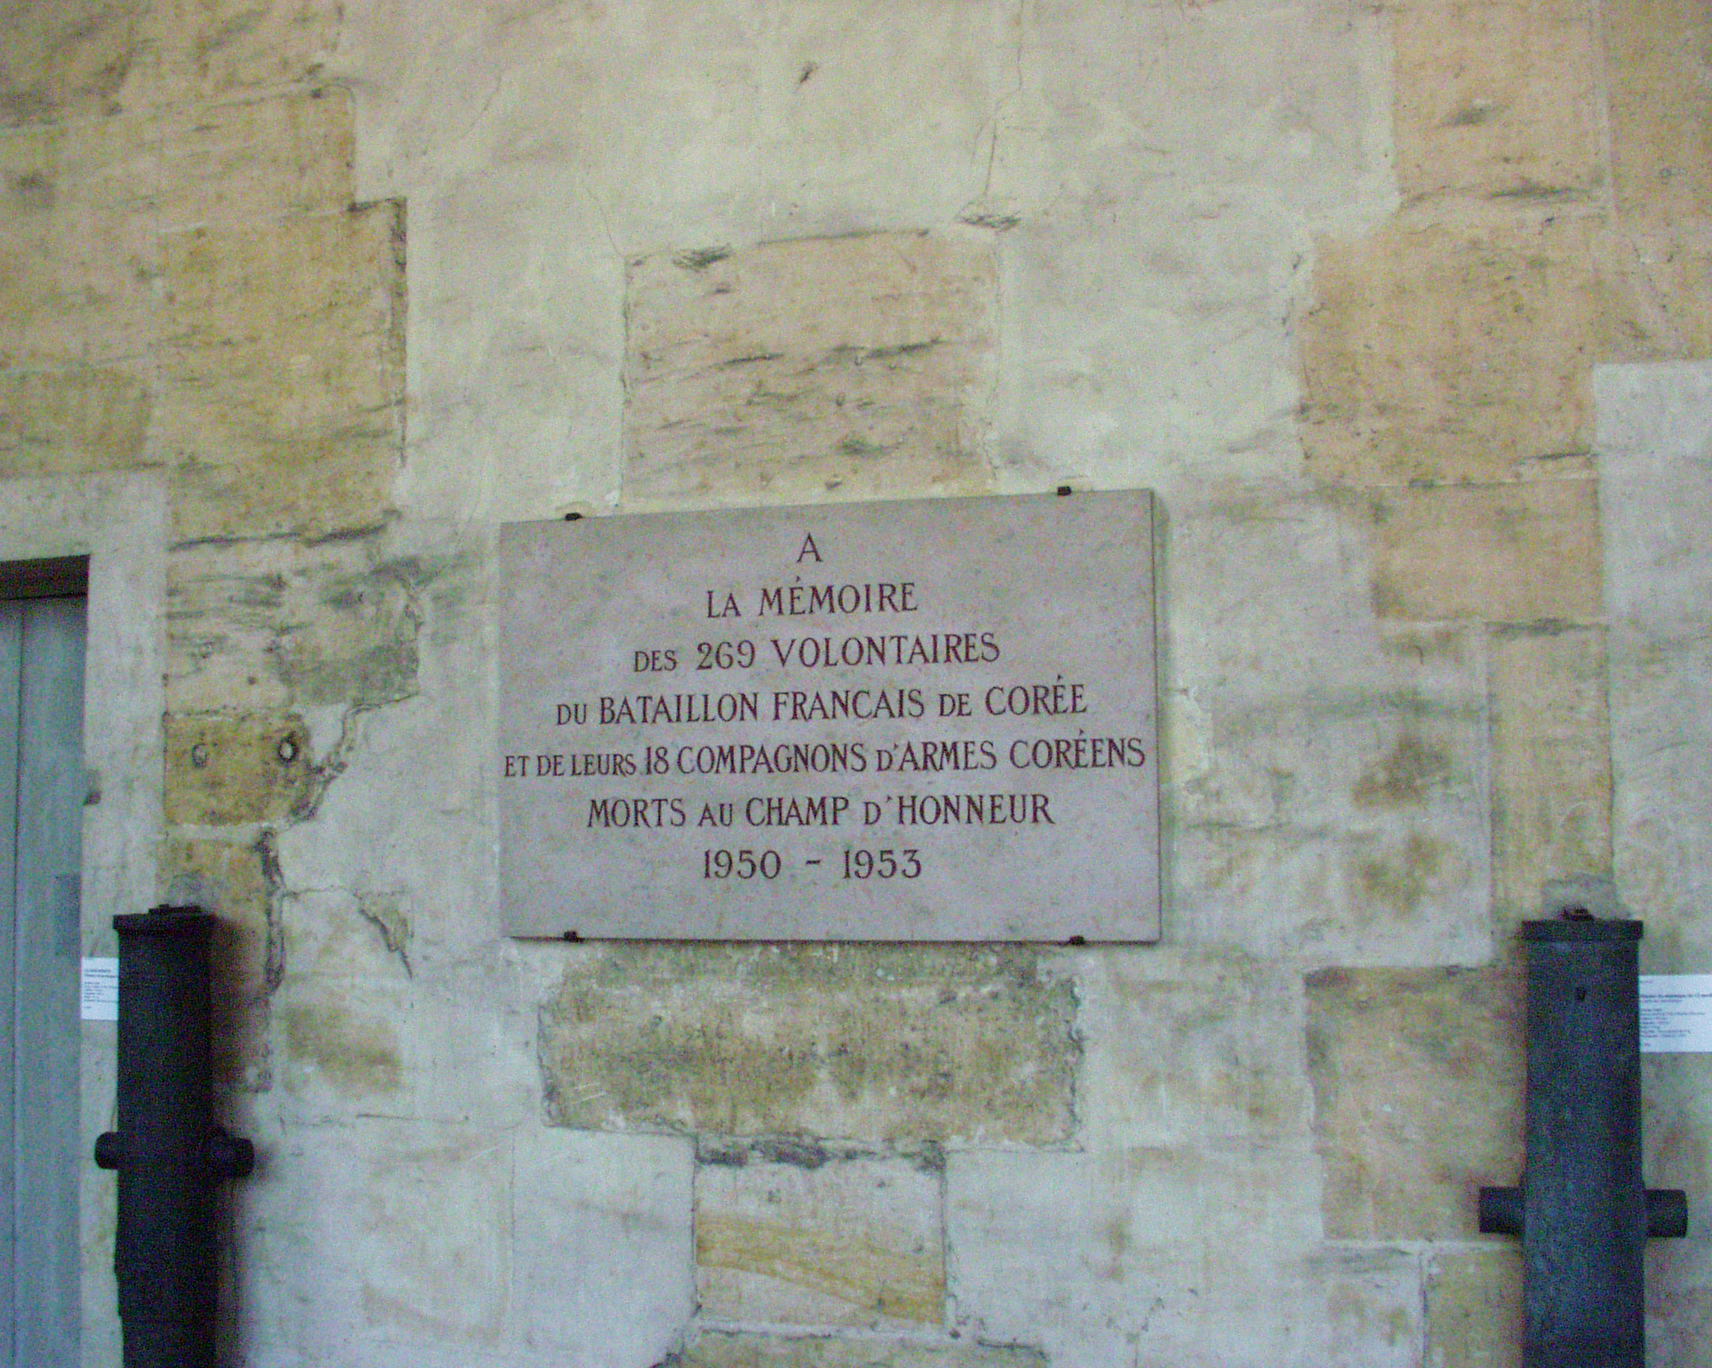 A
LA MÉMOIRE
DES 269 VOLONTAIRES
DU BATAILLON FRANCAIS DE CORÉE
ET DE LEURS 18 COMPAGNONS D'ARMES CORÉENS
MORTS AU CHAMP D'HONNEUR
1950 - 1953